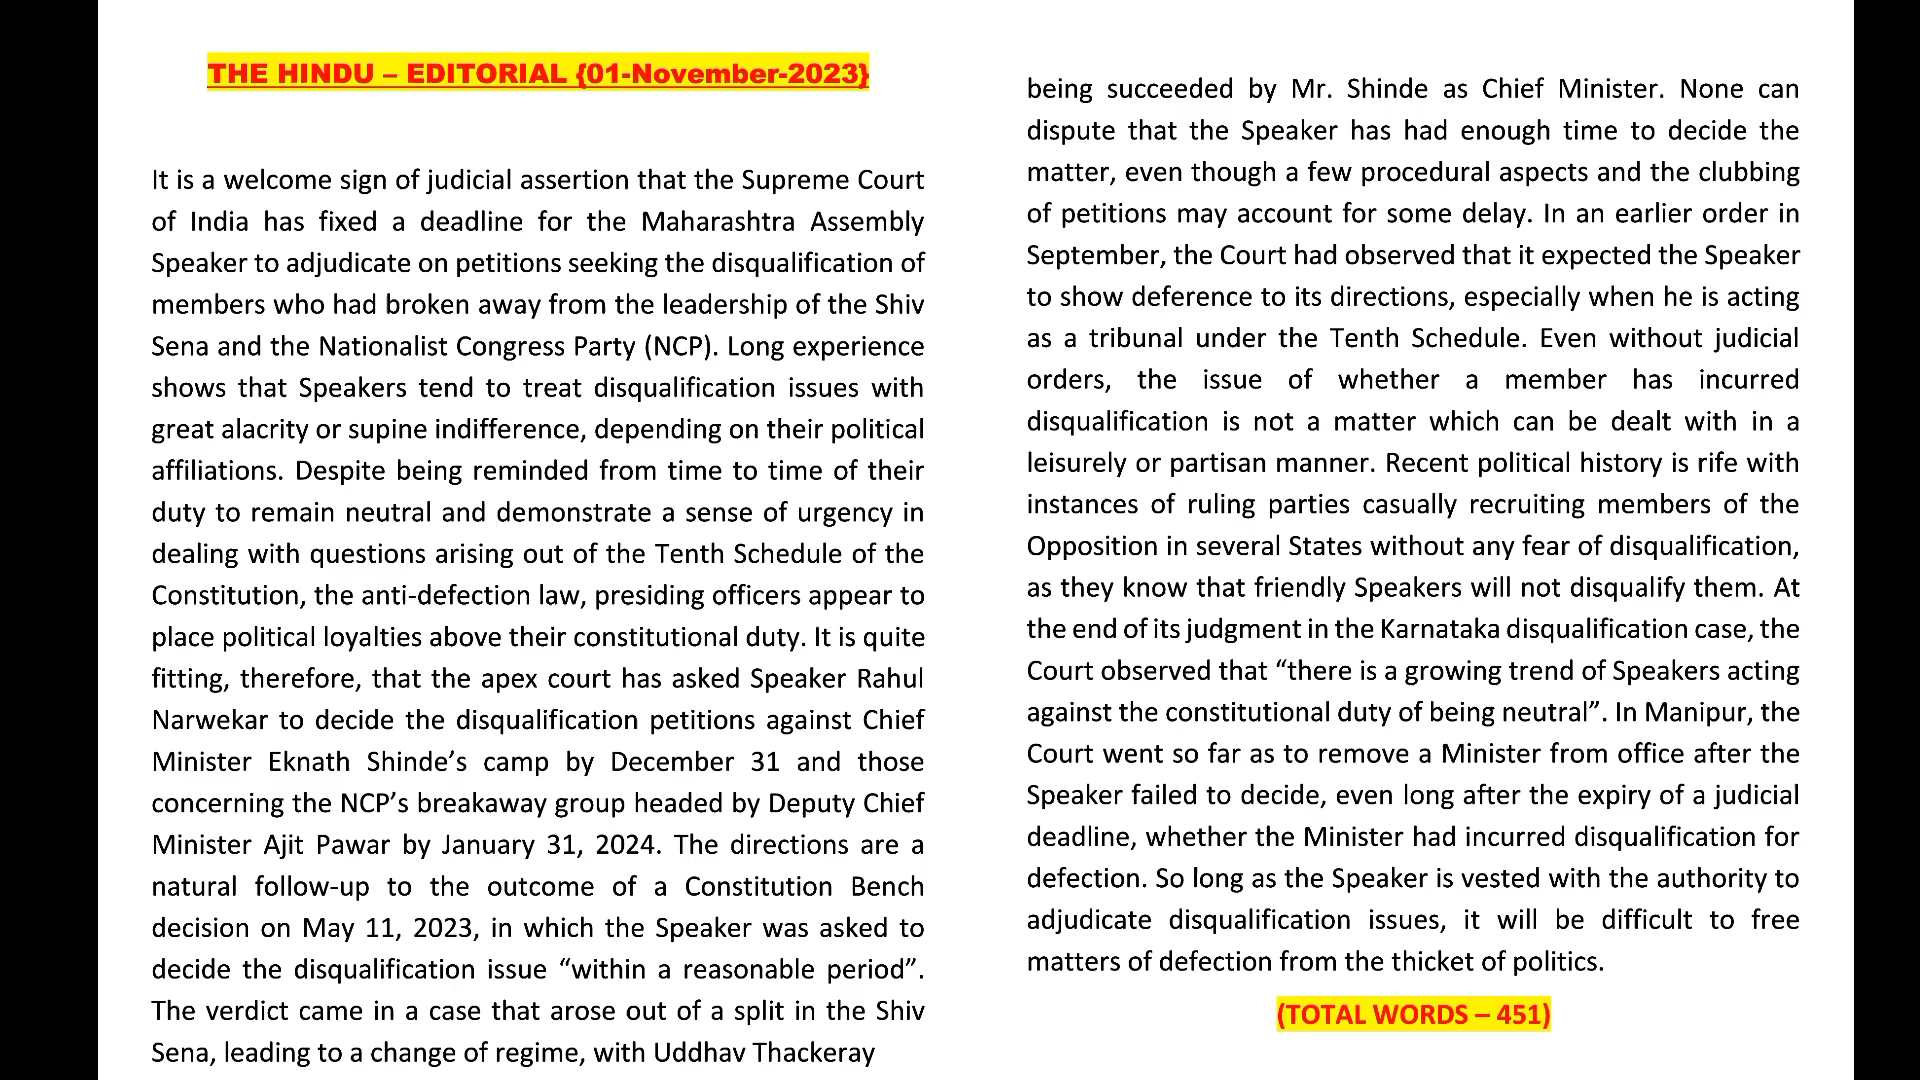 THE HINDU – EDITORIAL {01-November-2023}
It is a welcome sign of judicial assertion that the Supreme Court
of India has fixed a deadline for the Maharashtra Assembly
Speaker to adjudicate on petitions seeking the disqualification of
members who had broken away from the leadership of the Shiv
Sena and the Nationalist Congress Party (NCP). Long experience
shows that Speakers tend to treat disqualification issues with
great alacrity or supine indifference, depending on their political
affiliations. Despite being reminded from time to time of their
duty to remain neutral and demonstrate a sense of urgency in
dealing with questions arising out of the Tenth Schedule of the
Constitution, the anti-defection law, presiding officers appear to
place political loyalties above their constitutional duty. It is quite
fitting, therefore, that the apex court has asked Speaker Rahul
Narwekar to decide the disqualification petitions against Chief
Minister Eknath Shinde’s camp by December 31 and those
concerning the NCP’s breakaway group headed by Deputy Chief
Minister Ajit Pawar by January 31, 2024. The directions are a
natural follow-up to the outcome of a Constitution Bench
decision on May 11, 2023, in which the Speaker was asked to
decide the disqualification issue “within a reasonable period”.
The verdict came in a case that arose out of a split in the Shiv
Sena, leading to a change of regime, with Uddhav Thackeray
being succeeded by Mr. Shinde as Chief Minister. None can
dispute that the Speaker has had enough time to decide the
matter, even though a few procedural aspects and the clubbing
of petitions may account for some delay. In an earlier order in
September, the Court had observed that it expected the Speaker
to show deference to its directions, especially when he is acting
as a tribunal under the Tenth Schedule. Even without judicial
orders, the issue of whether a member has incurred
disqualification is not a matter which can be dealt with in a
leisurely or partisan manner. Recent political history is rife with
instances of ruling parties casually recruiting members of the
Opposition in several States without any fear of disqualification,
as they know that friendly Speakers will not disqualify them. At
the end of its judgment in the Karnataka disqualification case, the
Court observed that “there is a growing trend of Speakers acting
against the constitutional duty of being neutral”. In Manipur, the
Court went so far as to remove a Minister from office after the
Speaker failed to decide, even long after the expiry of a judicial
deadline, whether the Minister had incurred disqualification for
defection. So long as the Speaker is vested with the authority to
adjudicate disqualification issues, it will be difficult to free
matters of defection from the thicket of politics.
(TOTAL WORDS – 451)